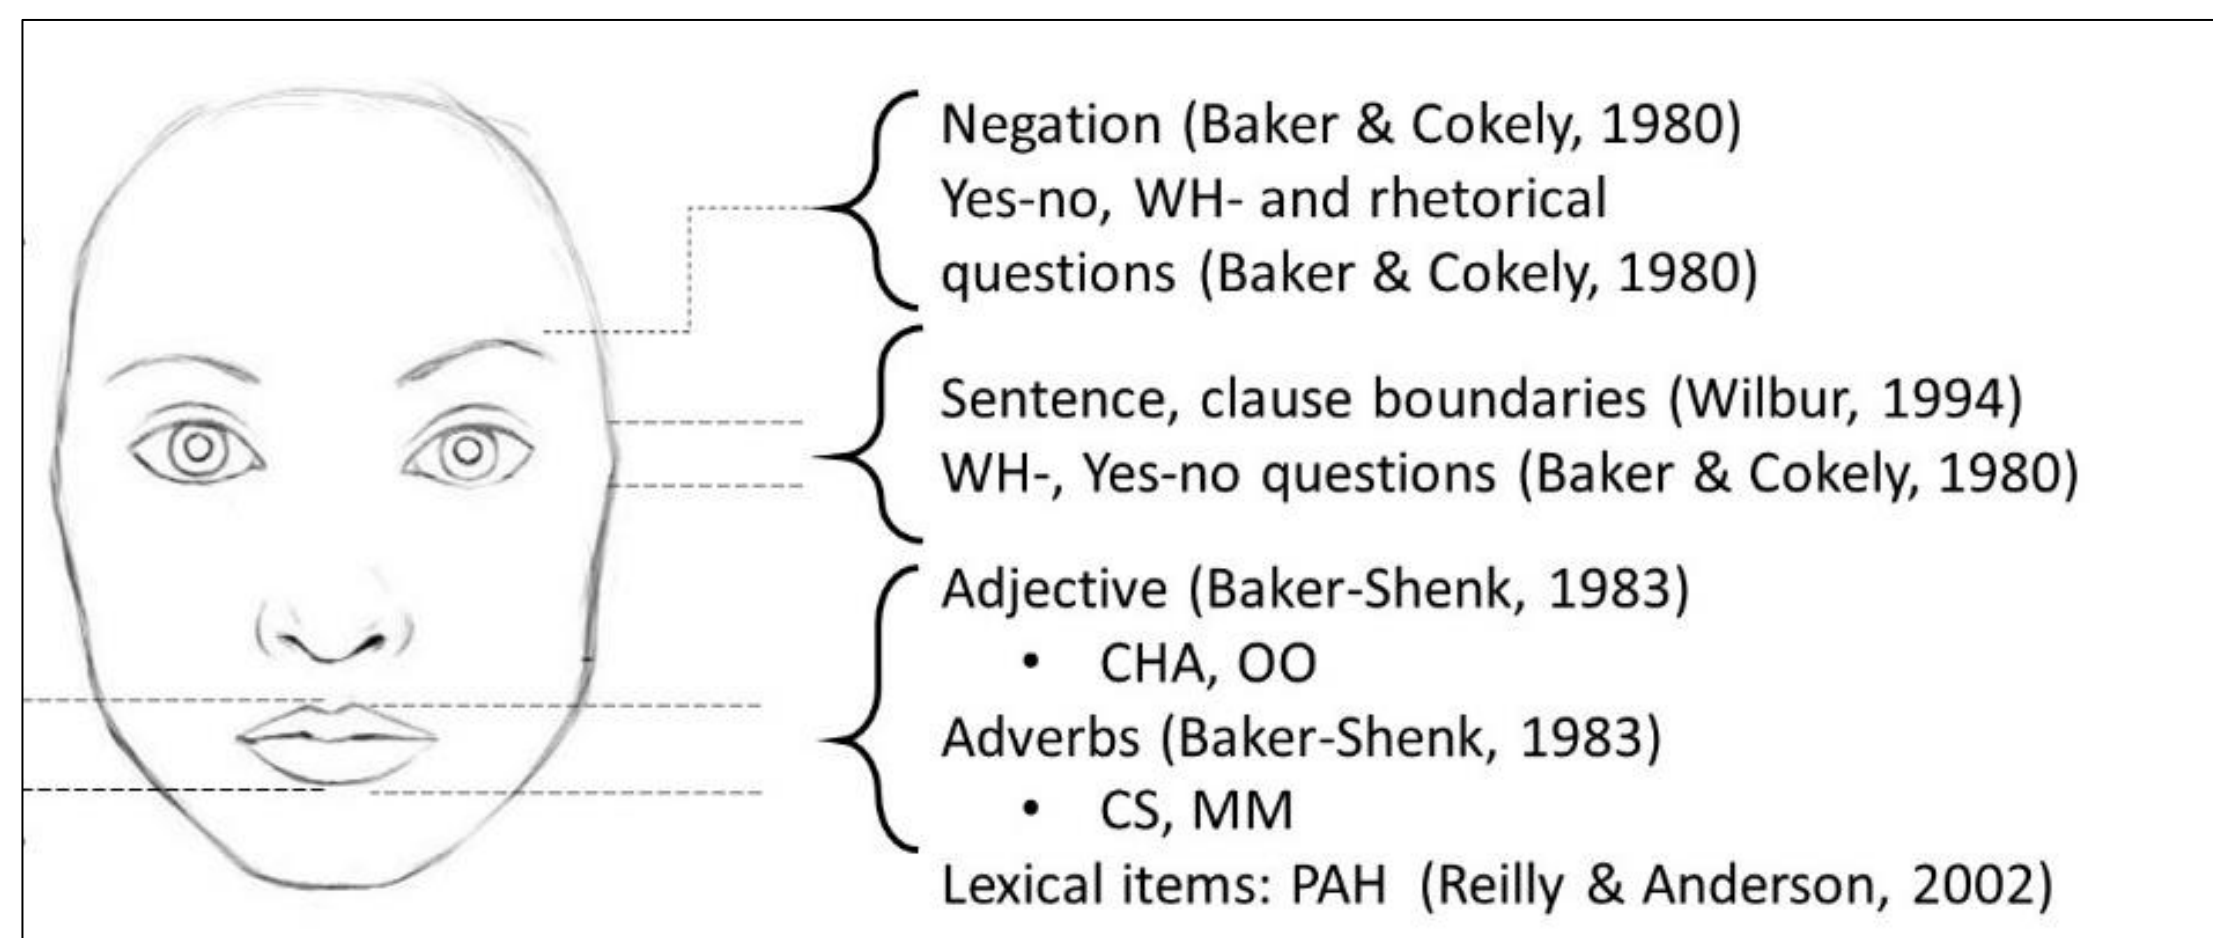 Negation (Baker & Cokely, 1980)
Yes-no, WH- and rhetorical
questions (Baker & Cokely, 1980)
Sentence, clause boundaries (Wilbur, 1994)
WH-, Yes-no questions (Baker & Cokely, 1980)
Adjective (Baker-Shenk, 1983)
• CHA, OO
Adverbs (Baker-Shenk, 1983)
• CS, MM
Lexical items: PAH (Reilly & Anderson, 2002)